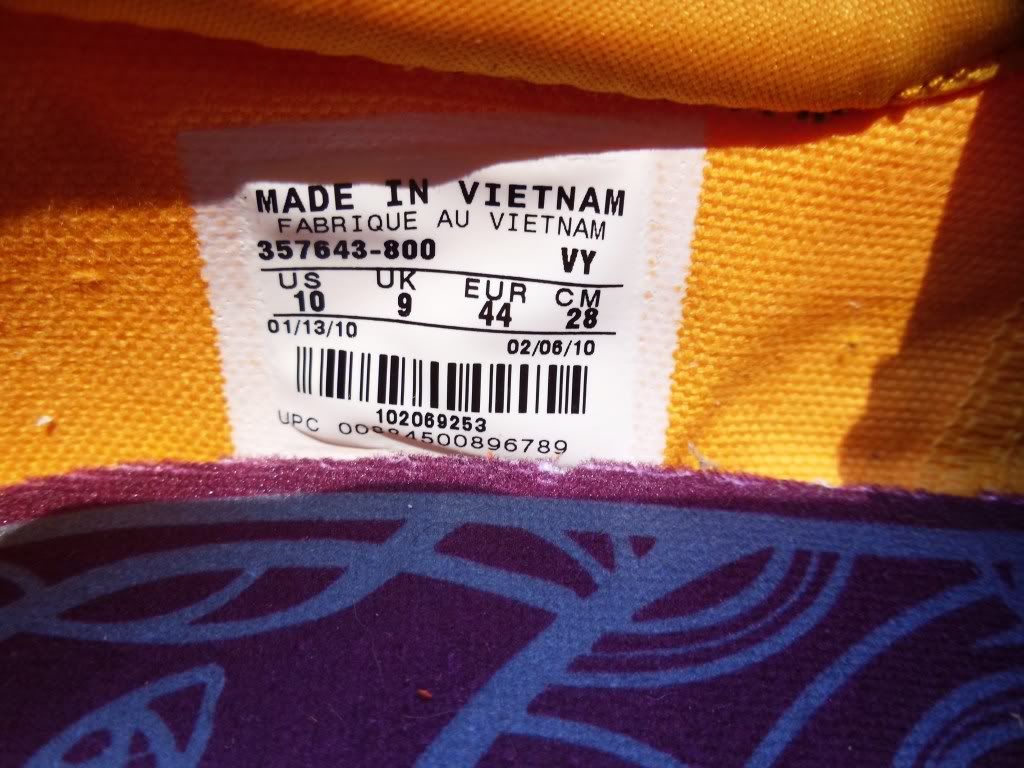 MADE IN VIETNAM
FABRIQUE AU VIETNAM
357643-800 VY
US UK EUR CM
10 9 44 28
01/13/10 02/06/10
102069253
UPC 00884500896789